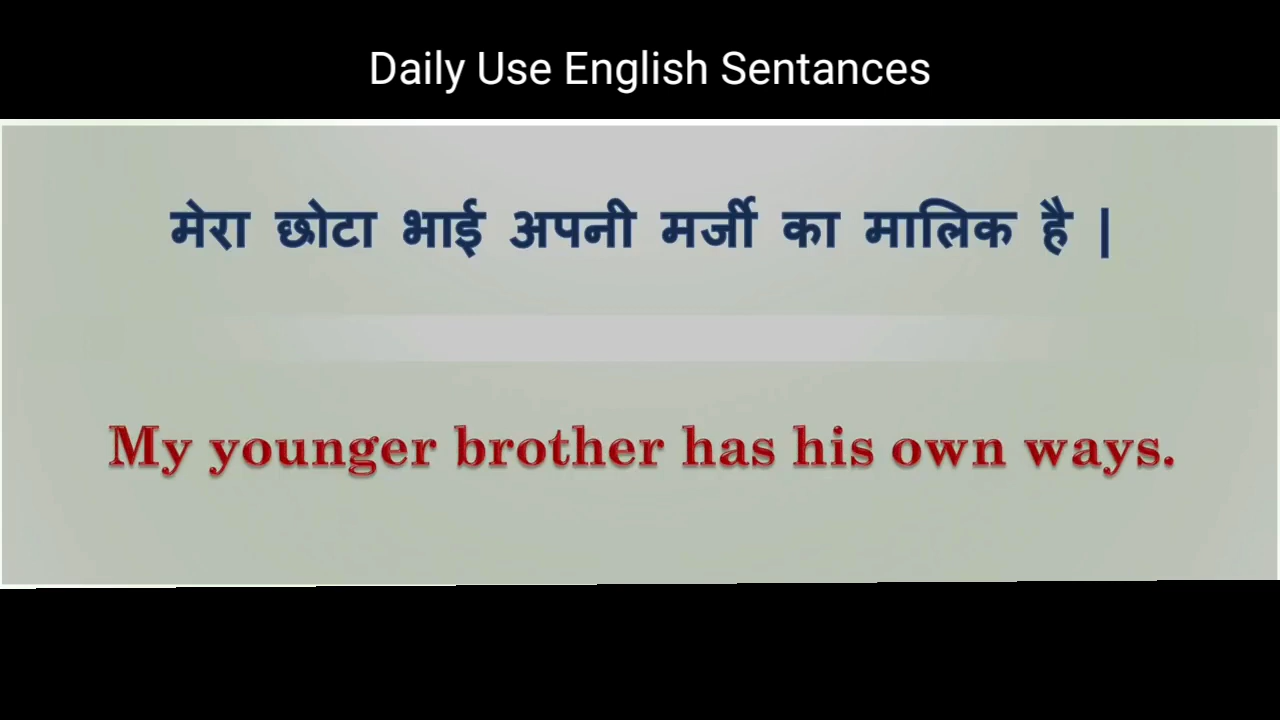 Daily Use English Sentances
मेरा छोटा भाई अपनी मर्जी का मालिक है |
My younger brother has his own ways.